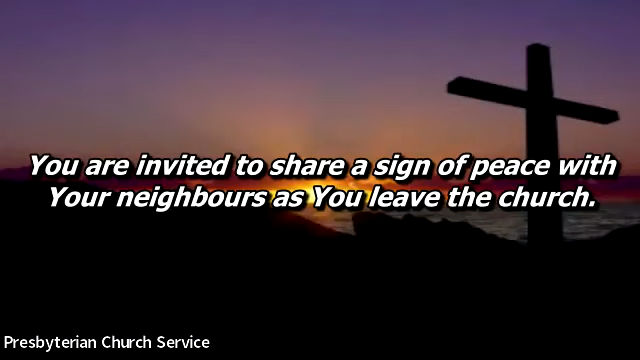 You are invited to share a sign of peace with
Your neighbours as You leave the church.
Presbyterian Church Service